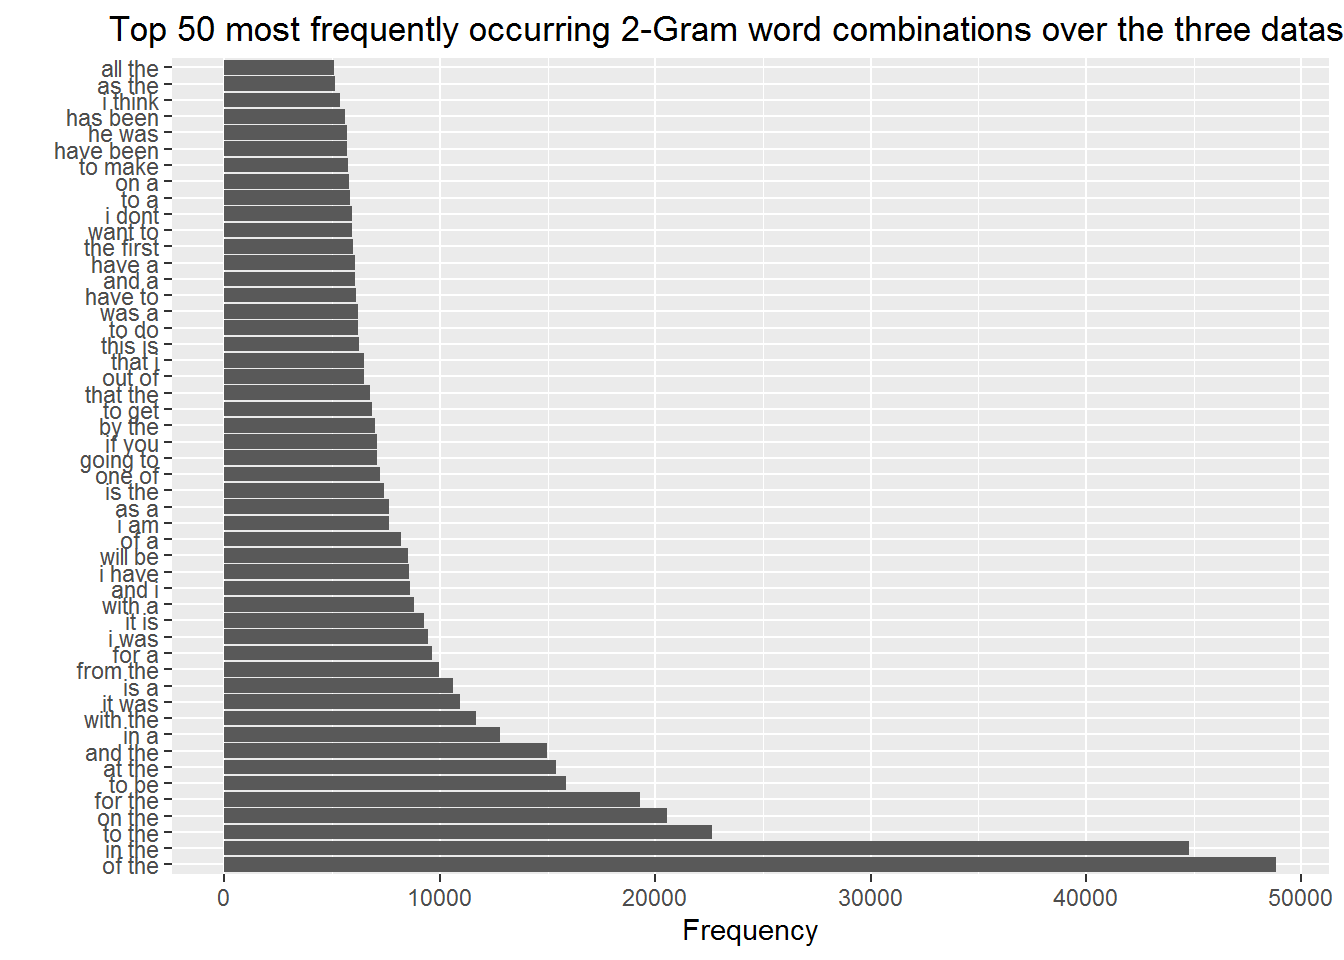 Top 50 most frequently occurring 2-Gram word combinations over the three datas
all the
as the
i think
has been
he was
have been
to make
on a
to a
i dont
want to
the first
have a
and a
have to
was a
to do
this is
that i
out of
that the
to get
by the
if you
going to
one of
is the
as a
i am
of a
will be
i have
and i
with a
it is
i was
for a
from the
is a
it was
with the
in a
and the
at the
to be
for the
on the
to the
in the
of the
0 10000 20000 30000 40000 50000
Frequency